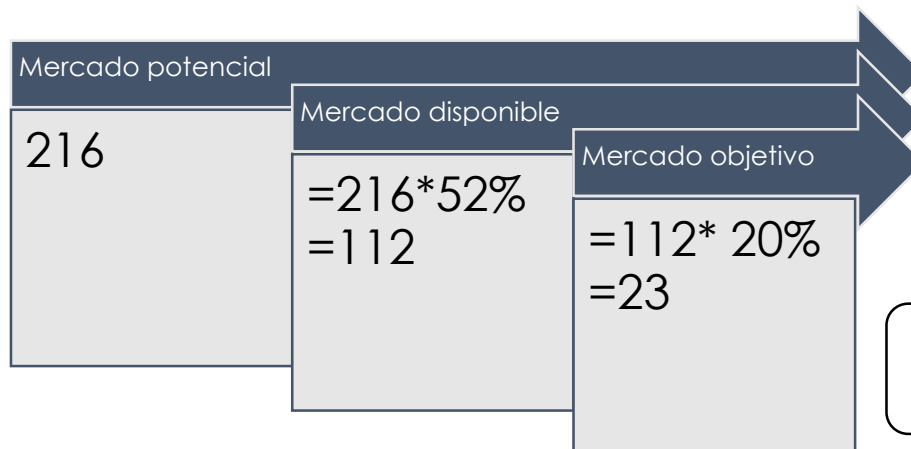 Mercado potencial
216
Mercado disponible
=216*52%
=112
Mercado objetivo
=112* 20%
=23